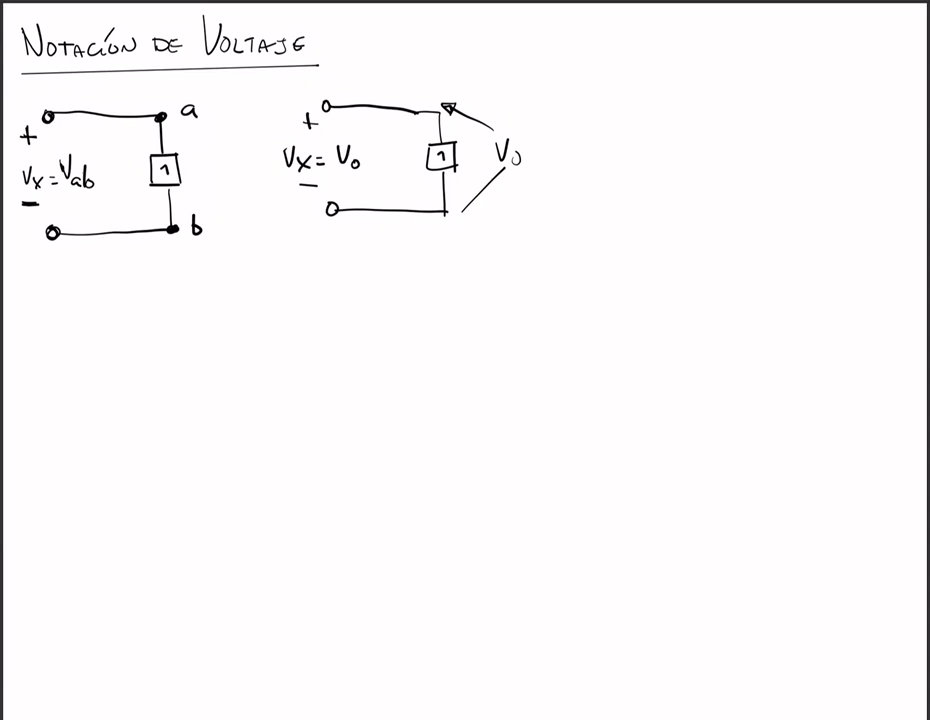 NOTACIÓN DE VOLTAJE
a
+
Vx = Vab
1
-
b
+
Vx = Vo
1
Vo
-